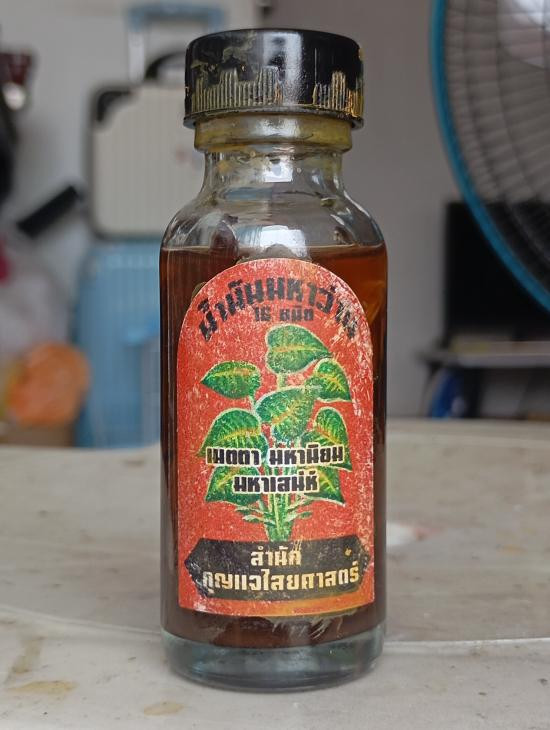 น้ำมันมหาว่าน
16 ชนิด
เมตตา มหานิยม
มหาเสน่ห์
สำนัก
กุญแจไสยศาสตร์